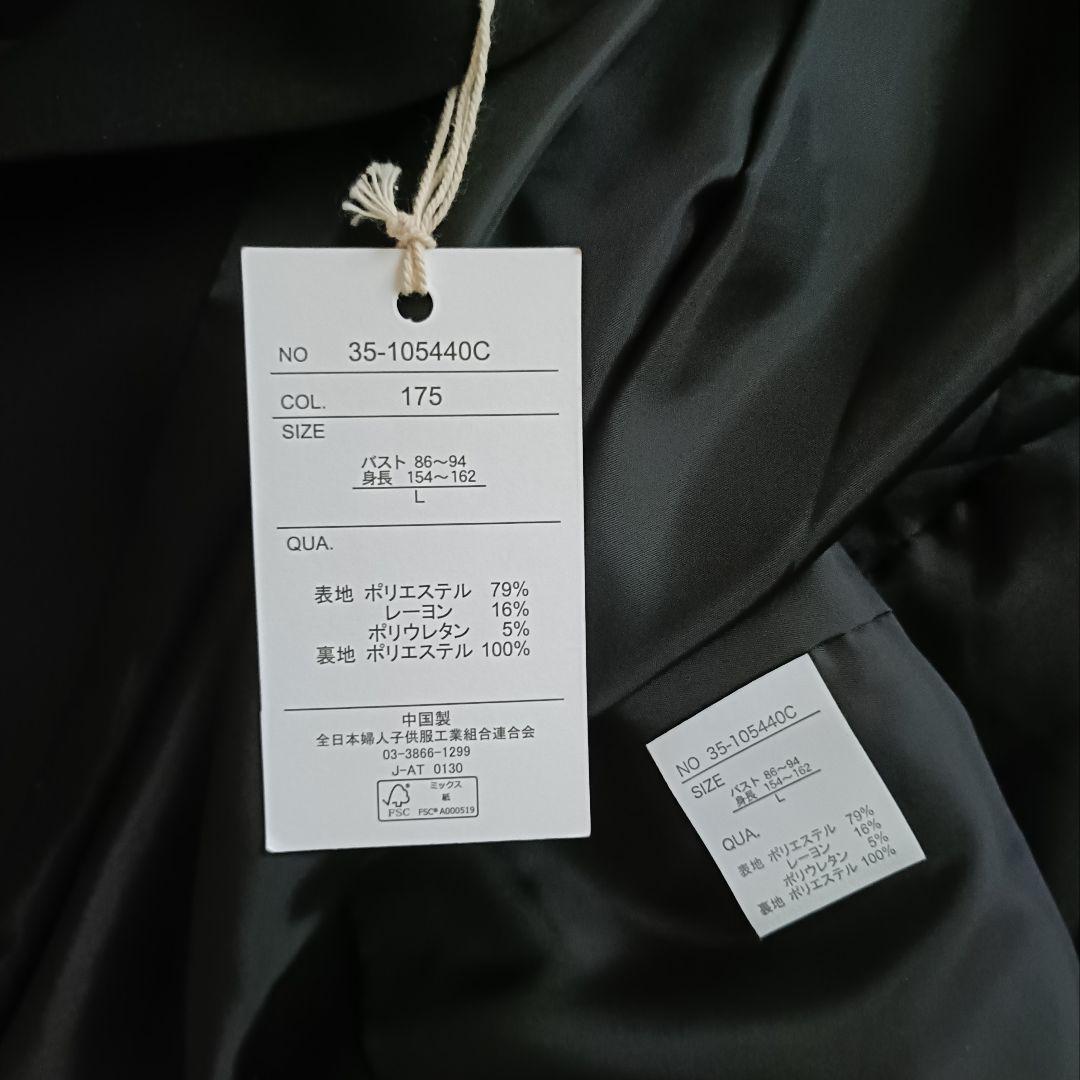 NO 35-105440C
COL. 175
SIZE
バスト 86～94
身長 154～162
L
QUA.
表地 ポリエステル 79%
レーヨン 16%
ポリウレタン 5%
裏地 ポリエステル 100%
中国製
全日本婦人子供服工業組合連合会
03-3866-1299
J-AT 0130
ミックス
紙
FSC FSC® A000519
NO 35-105440C
SIZE
バスト 86～94
身長 154～162
L
QUA.
表地 ポリエステル 79%
レーヨン 16%
ポリウレタン 5%
裏地 ポリエステル 100%